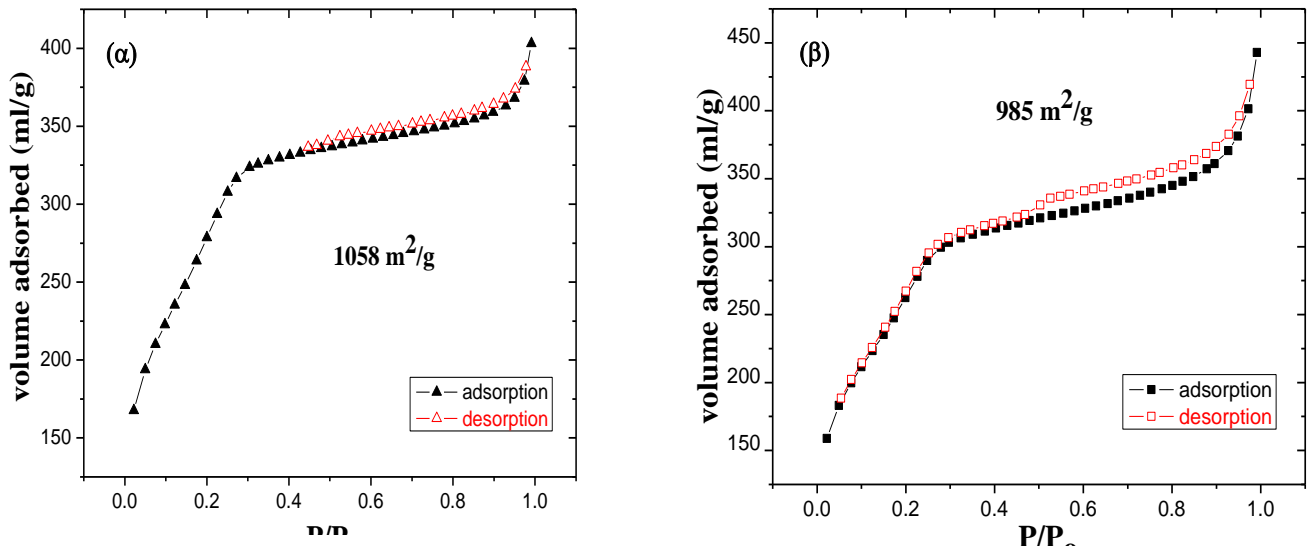 (α)
volume adsorbed (ml/g)
400
350
300
250
200
150
1058 m²/g
adsorption
desorption
0.0 0.2 0.4 0.6 0.8 1.0
P/P
(β)
volume adsorbed (ml/g)
450
400
350
300
250
200
150
985 m²/g
adsorption
desorption
0.0 0.2 0.4 0.6 0.8 1.0
P/Po